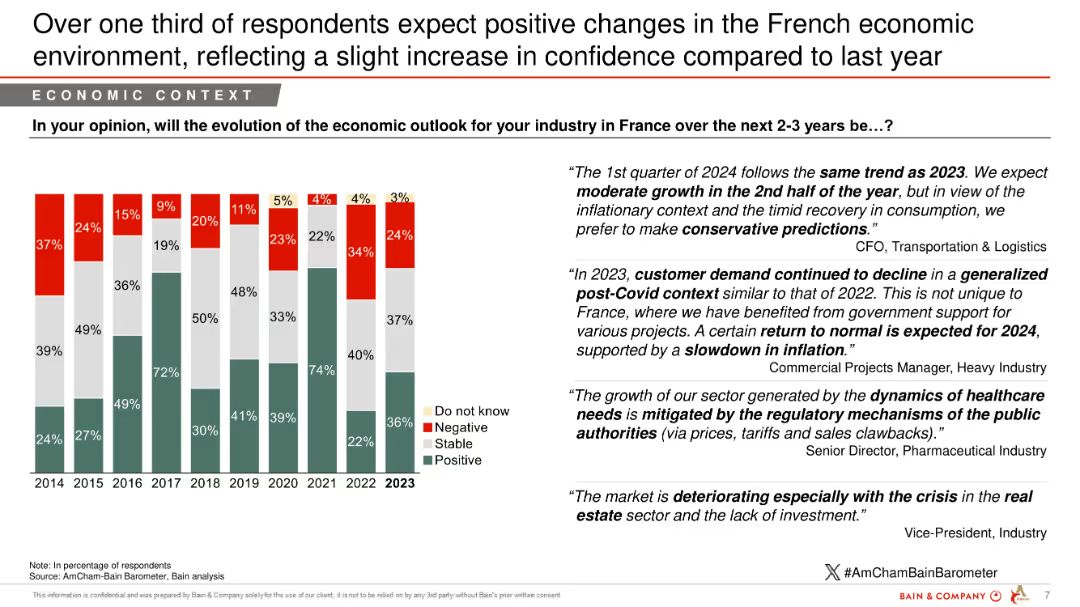 Over one third of respondents expect positive changes in the French economic
environment, reflecting a slight increase in confidence compared to last year
ECONOMIC CONTEXT
In your opinion, will the evolution of the economic outlook for your industry in France over the next 2-3 years be…?
5% 4% 4% 3%
37% 24% 15% 9% 20% 11% 23% 22% 34% 24%
39% 49% 36% 19% 50% 48% 33% 74% 40% 37%
24% 27% 49% 72% 30% 41% 39% 22% 36%
Do not know
Negative
Stable
Positive
2014 2015 2016 2017 2018 2019 2020 2021 2022 2023
“The 1st quarter of 2024 follows the same trend as 2023. We expect
moderate growth in the 2nd half of the year, but in view of the
inflationary context and the timid recovery in consumption, we
prefer to make conservative predictions.”
CFO, Transportation & Logistics
“In 2023, customer demand continued to decline in a generalized
post-Covid context similar to that of 2022. This is not unique to
France, where we have benefited from government support for
various projects. A certain return to normal is expected for 2024,
supported by a slowdown in inflation.”
Commercial Projects Manager, Heavy Industry
“The growth of our sector generated by the dynamics of healthcare
needs is mitigated by the regulatory mechanisms of the public
authorities (via prices, tariffs and sales clawbacks).”
Senior Director, Pharmaceutical Industry
“The market is deteriorating especially with the crisis in the real
estate sector and the lack of investment.”
Vice-President, Industry
Note: In percentage of respondents
Source: AmCham-Bain Barometer, Bain analysis
#AmChamBainBarometer
This information is confidential and was prepared by Bain & Company solely for the use of our client; it is not to be relied on by any 3rd party without Bain's prior written consent
BAIN & COMPANY
7